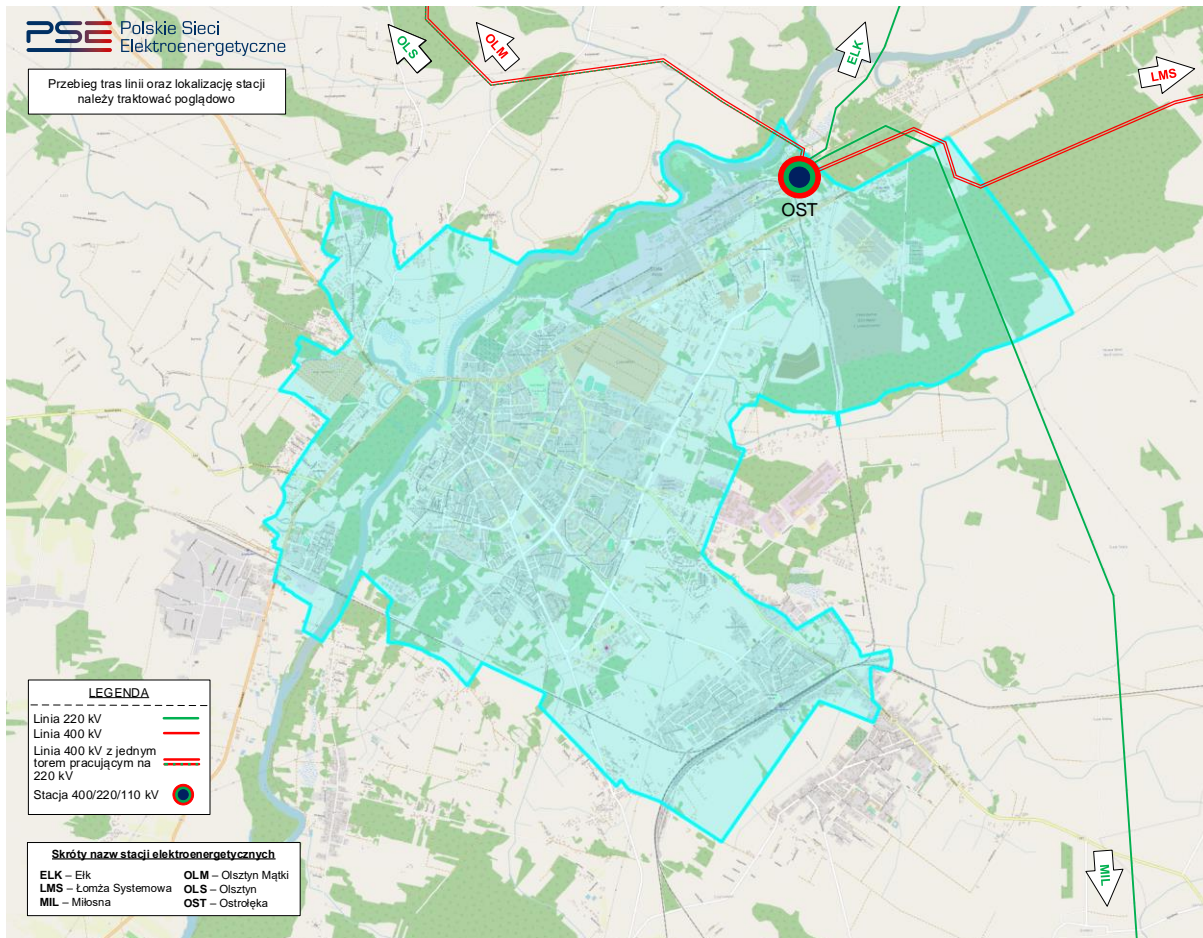 PSE Polskie Sieci
Elektroenergetyczne
Przebieg tras linii oraz lokalizację stacji
należy traktować poglądowo
OLS
OLM
ELK
LMS
OST
MIL
LEGENDA
Linia 220 kV
Linia 400 kV
Linia 400 kV z jednym
torem pracującym na
220 kV
Stacja 400/220/110 kV
Skróty nazw stacji elektroenergetycznych
ELK – Ełk
LMS – Łomża Systemowa
MIL – Miłosna
OLM – Olsztyn Mątki
OLS – Olsztyn
OST – Ostrołęka